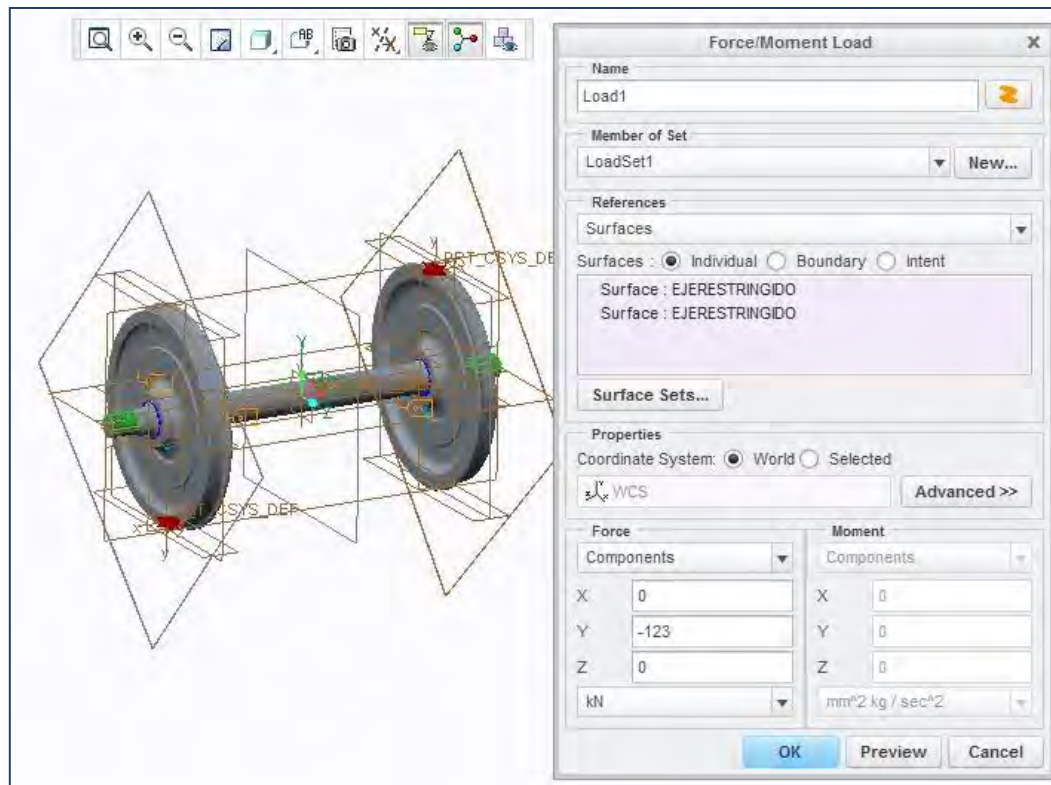 AB
Force/Moment Load
X
Name
Load1
Member of Set
LoadSet1
New...
References
Surfaces
Surfaces : Individual Boundary Intent
Surface : EJERESTRINGIDO
Surface : EJERESTRINGIDO
Surface Sets...
Properties
Coordinate System: World Selected
WCS
Advanced >>
Force
Moment
Components
Components
X 0
X 0
Y -123
Y 0
Z 0
Z 0
kN
mm^2 kg / sec^2
OK Preview Cancel
y
Y